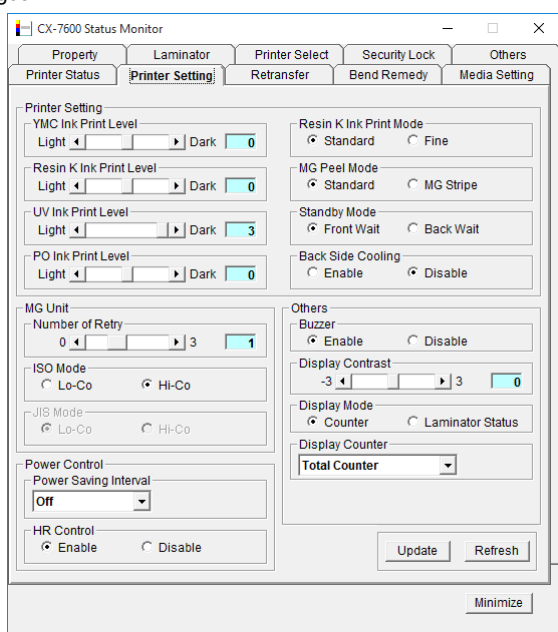 CX-7600 Status Monitor
Property Laminator Printer Select Security Lock Others
Printer Status Printer Setting Retransfer Bend Remedy Media Setting
Printer Setting
YMC Ink Print Level
Light Dark 0
Resin K Ink Print Level
Light Dark 0
UV Ink Print Level
Light Dark 3
PO Ink Print Level
Light Dark 0
Resin K Ink Print Mode
Standard Fine
MG Peel Mode
Standard MG Stripe
Standby Mode
Front Wait Back Wait
Back Side Cooling
Enable Disable
MG Unit
Number of Retry
0 3 1
ISO Mode
Lo-Co Hi-Co
JIS Mode
Lo-Co Hi-Co
Power Control
Power Saving Interval
Off
HR Control
Enable Disable
Others
Buzzer
Enable Disable
Display Contrast
-3 3 0
Display Mode
Counter Laminator Status
Display Counter
Total Counter
Update Refresh
Minimize